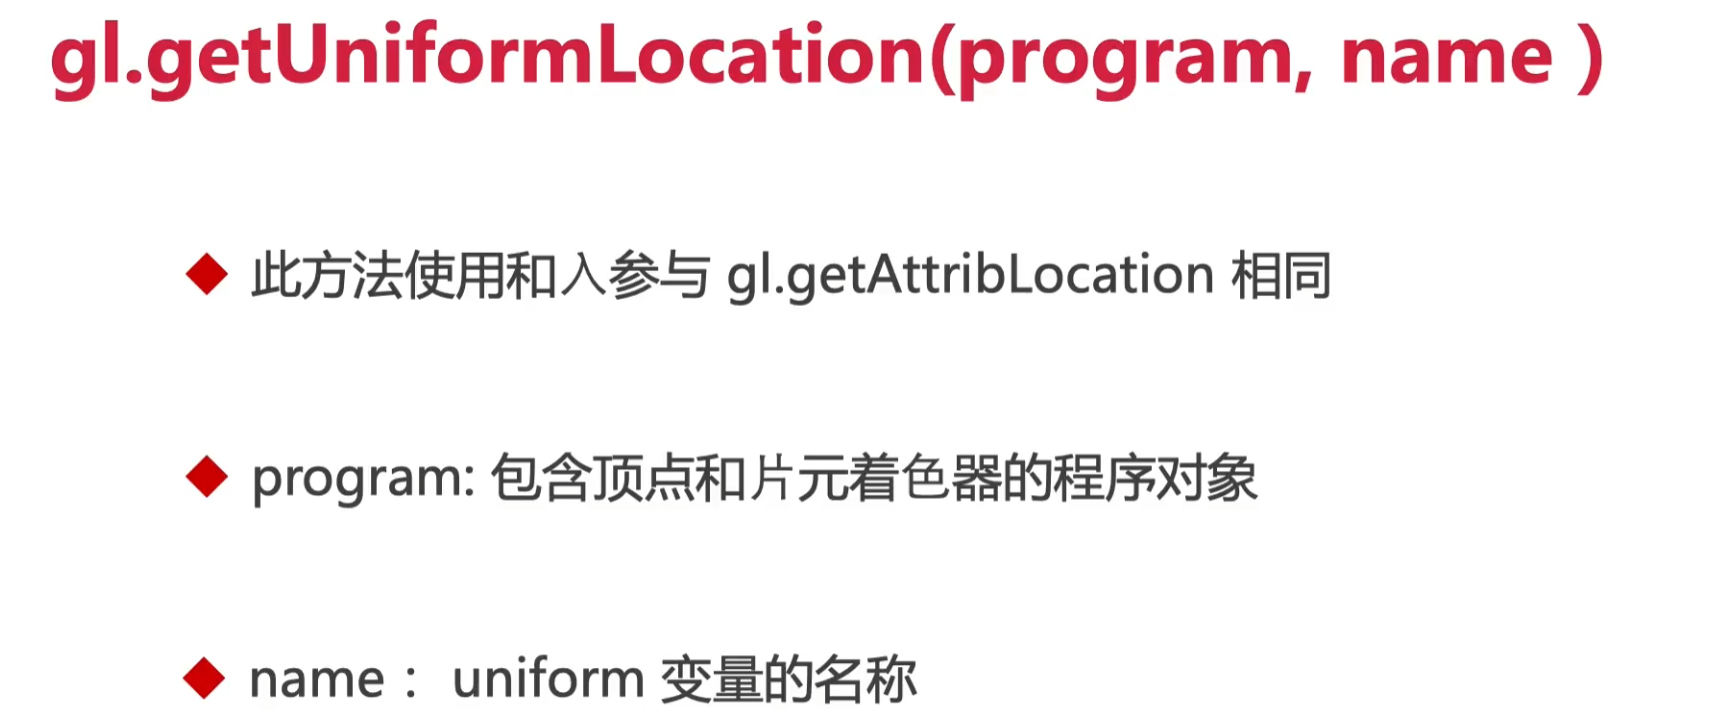 gl.getUniformLocation(program, name )
此方法使用和入参与 gl.getAttribLocation 相同
program: 包含顶点和片元着色器的程序对象
name： uniform 变量的名称